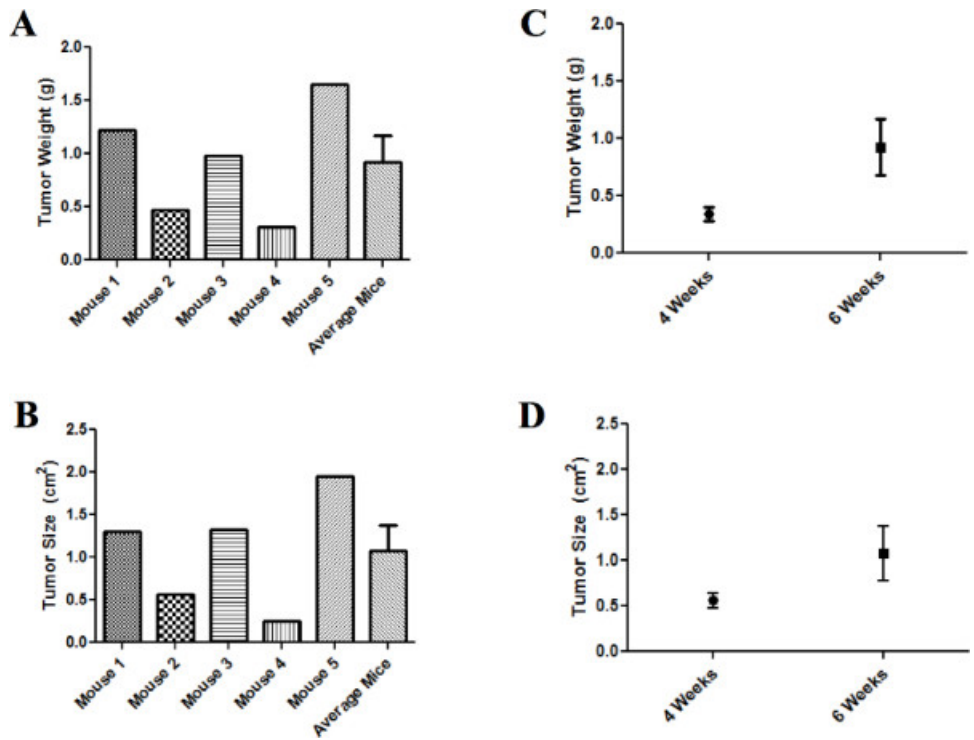 A
Tumor Weight (g)
2.0
1.5
1.0
0.5
0.0
Mouse 1
Mouse 2
Mouse 3
Mouse 4
Mouse 5
Average Mice
C
Tumor Weight (g)
2.0
1.5
1.0
0.5
0.0
4 Weeks
6 Weeks
B
Tumor Size (cm²)
2.5
2.0
1.5
1.0
0.5
0.0
Mouse 1
Mouse 2
Mouse 3
Mouse 4
Mouse 5
Average Mice
D
Tumor Size (cm²)
2.5
2.0
1.5
1.0
0.5
0.0
4 Weeks
6 Weeks